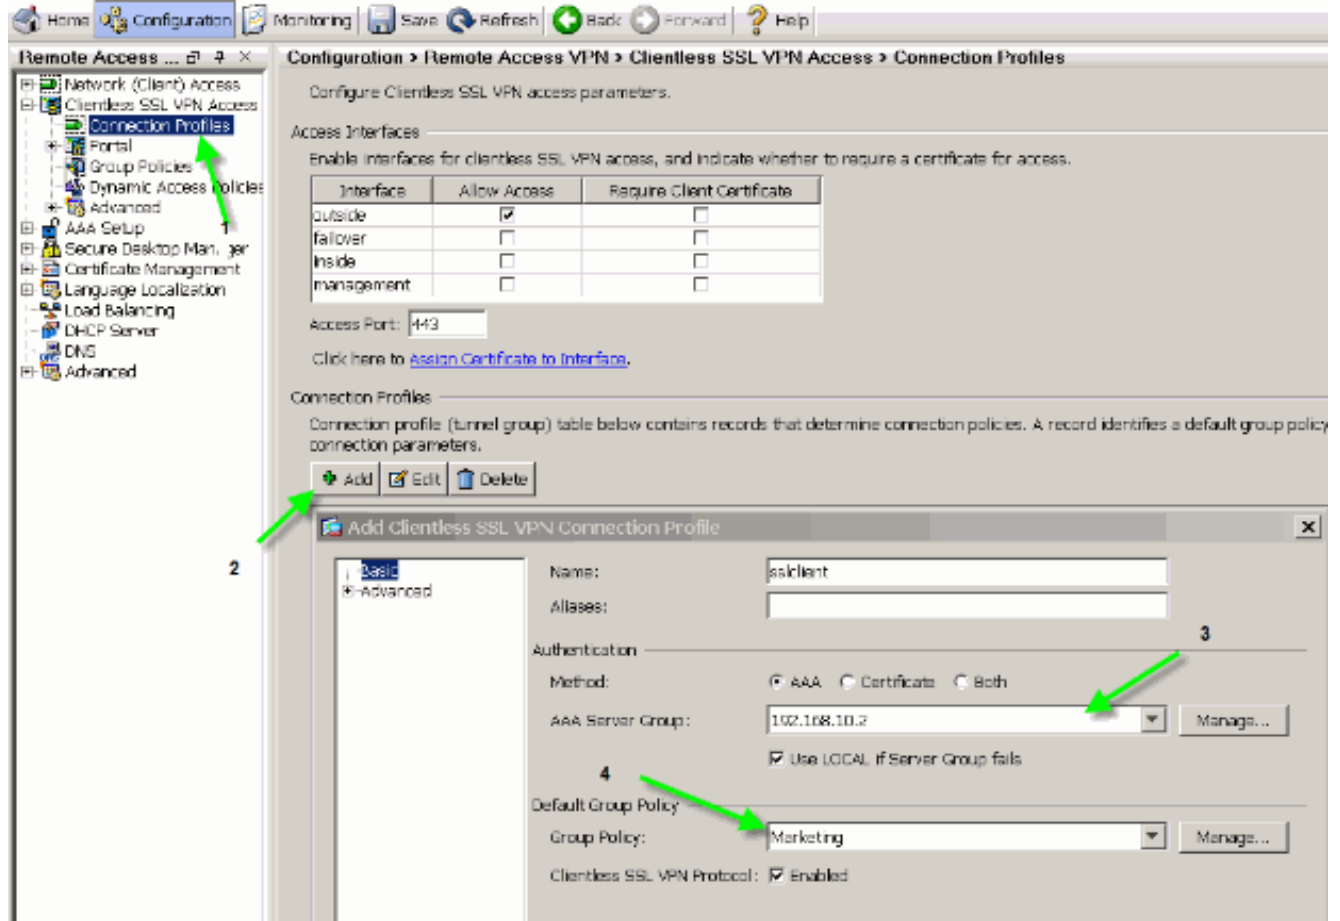 Home Configuration Monitoring Save Refresh Back Forward Help
Remote Access ...
Network (Client) Access
Clientless SSL VPN Access
Connection Profiles
Portal
Group Policies
Dynamic Access Policies
Advanced
1
AAA Setup
Secure Desktop Man ger
Certificate Management
Language Localization
Load Balancing
DHCP Server
DNS
Advanced
Configuration > Remote Access VPN > Clientless SSL VPN Access > Connection Profiles
Configure Clientless SSL VPN access parameters.
Access Interfaces
Enable interfaces for clientless SSL VPN access, and indicate whether to require a certificate for access.
Interface Allow Access Require Client Certificate
outside
failover
inside
management
Access Port: 443
Click here to Assign Certificate to Interface.
Connection Profiles
Connection profile (tunnel group) table below contains records that determine connection policies. A record identifies a default group policy
connection parameters.
Add Edit Delete
2
Add Clientless SSL VPN Connection Profile
Basic
Advanced
Name: sslclient
Aliases:
3
Authentication
Method: AAA Certificate Both
AAA Server Group: 192.168.10.2 Manage...
Use LOCAL if Server Group fails
4
Default Group Policy
Group Policy: Marketing Manage...
Clientless SSL VPN Protocol: Enabled